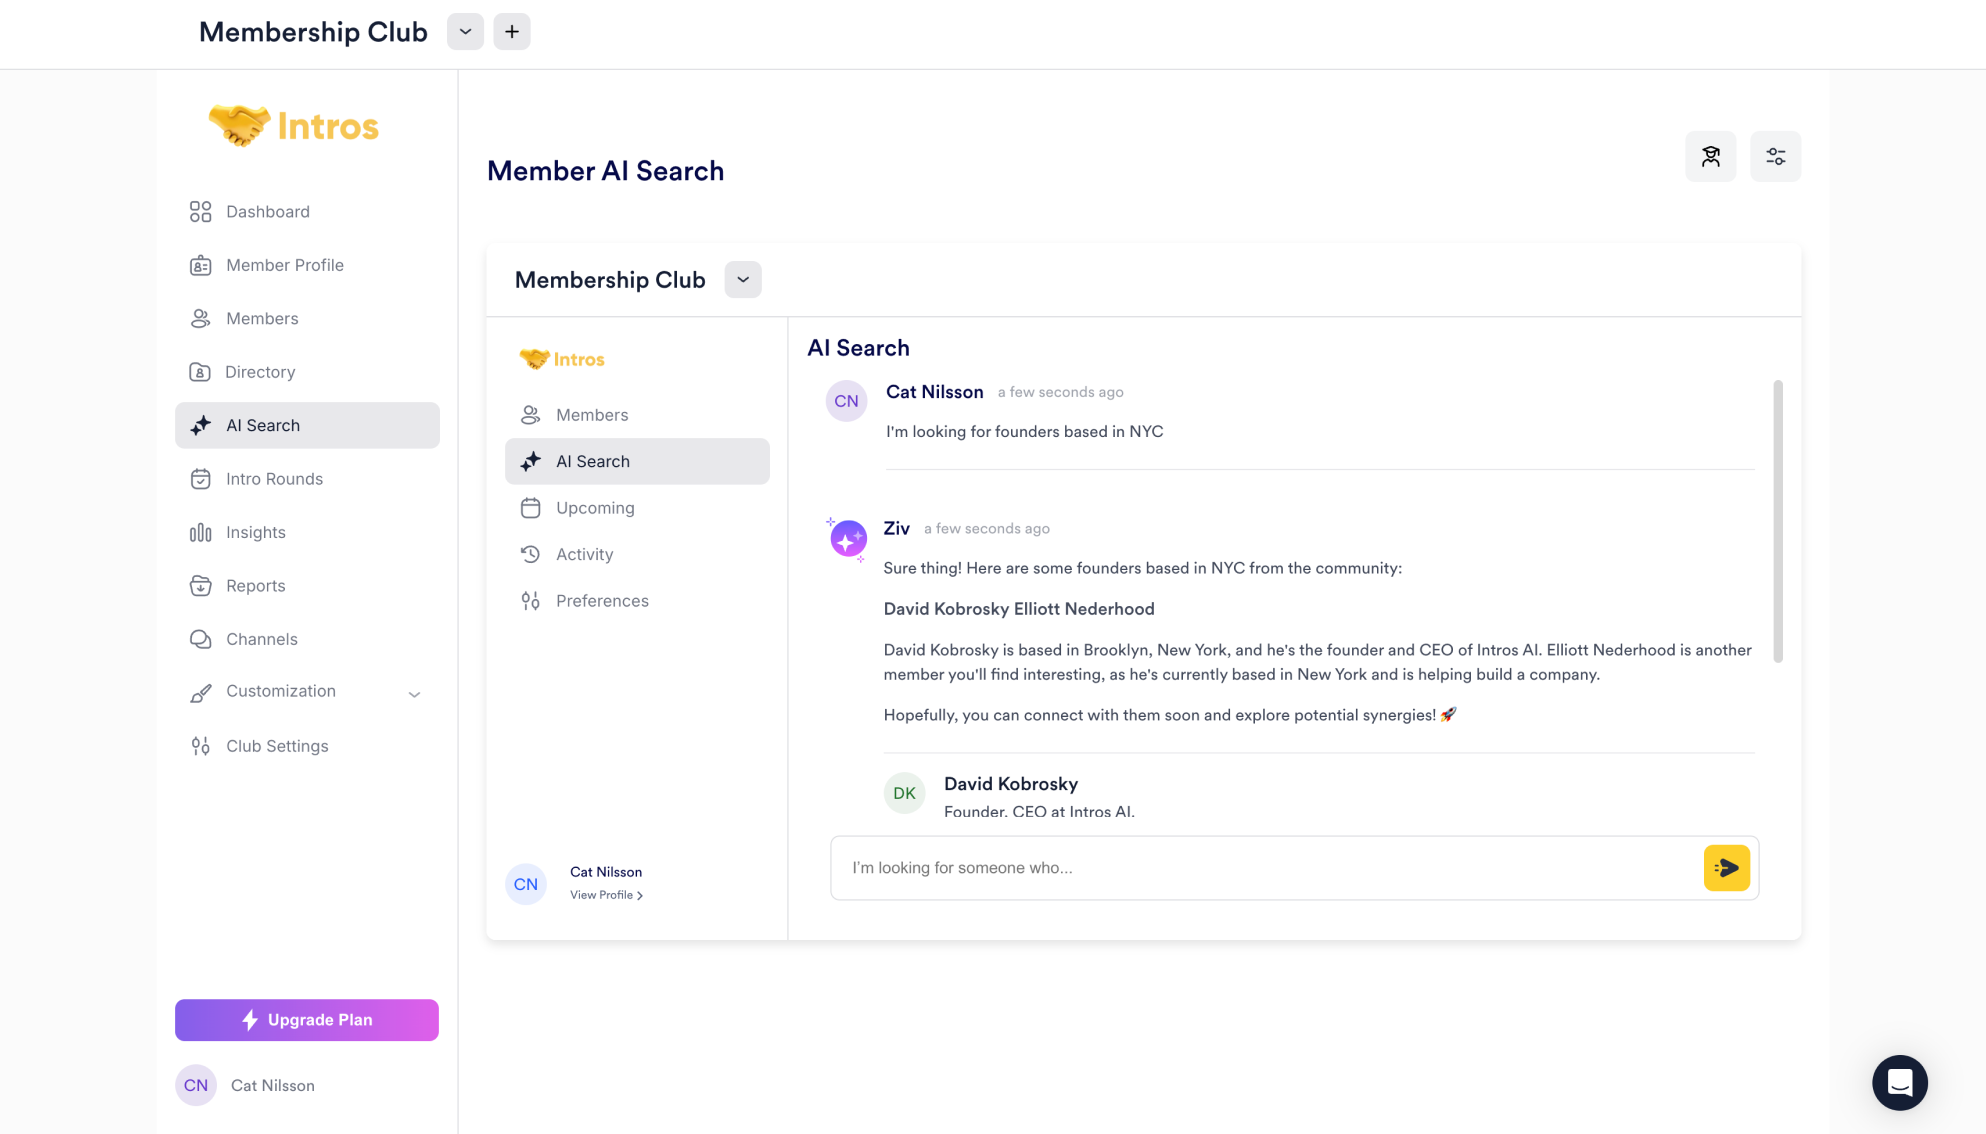 Membership Club
Intros
Dashboard
Member Profile
Members
Directory
AI Search
Intro Rounds
Insights
Reports
Channels
Customization
Club Settings
Upgrade Plan
CN
Cat Nilsson
Member AI Search
Membership Club
Intros
Members
AI Search
Upcoming
Activity
Preferences
CN
Cat Nilsson
View Profile
AI Search
CN
Cat Nilsson a few seconds ago
I'm looking for founders based in NYC
Ziv a few seconds ago
Sure thing! Here are some founders based in NYC from the community:
David Kobrosky Elliott Nederhood
David Kobrosky is based in Brooklyn, New York, and he's the founder and CEO of Intros AI. Elliott Nederhood is another
member you'll find interesting, as he's currently based in New York and is helping build a company.
Hopefully, you can connect with them soon and explore potential synergies! 🚀
DK
David Kobrosky
Founder, CEO at Intros AI.
I'm looking for someone who...